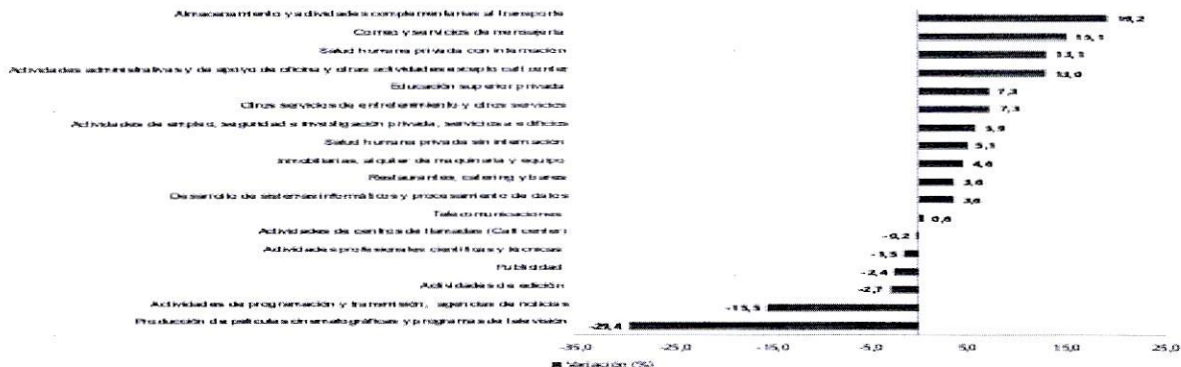 Almacenamiento y actividades complementarias al transporte 19,2
Correo y servicios de mensajería 15,1
Salud humana privada con internación 13,1
Actividades administrativas y de apoyo de oficina y otras actividades excepto call center 13,0
Educación superior privada 7,3
Otros servicios de entretenimiento y otros servicios 7,3
Actividades de empleo, seguridad e investigación privada, servicios a edificios 5,9
Salud humana privada sin internación 5,1
Inmobiliarias, alquiler de maquinaria y equipo 4,6
Restaurantes, catering y bares 3,6
Desarrollo de sistemas informáticos y procesamiento de datos 3,6
Telecomunicaciones 0,6
Actividades de centros de llamadas (Call center) -0,2
Actividades profesionales científicas y técnicas -1,5
Publicidad -2,4
Actividades de edición -2,7
Actividades de programación y transmisión, agencias de noticias -15,5
Producción de películas cinematográficas y programas de televisión -29,4
-35,0 -25,0 -15,0 -5,0 5,0 15,0 25,0
Variación (%)